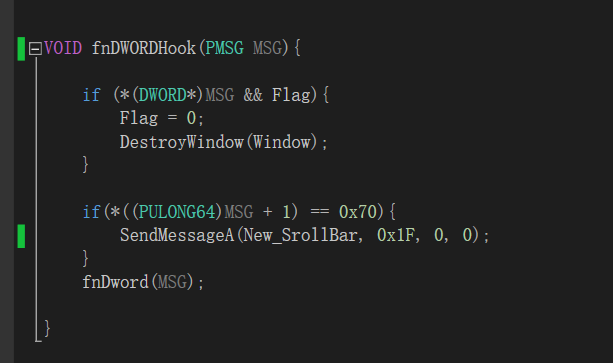 VOID fnDWORDHook(PMSG MSG){
if (*(DWORD*)MSG && Flag){
Flag = 0;
DestroyWindow(Window);
}
if(*((PULONG64)MSG + 1) == 0x70){
SendMessageA(New_SrollBar, 0x1F, 0, 0);
}
fnDword(MSG);
}